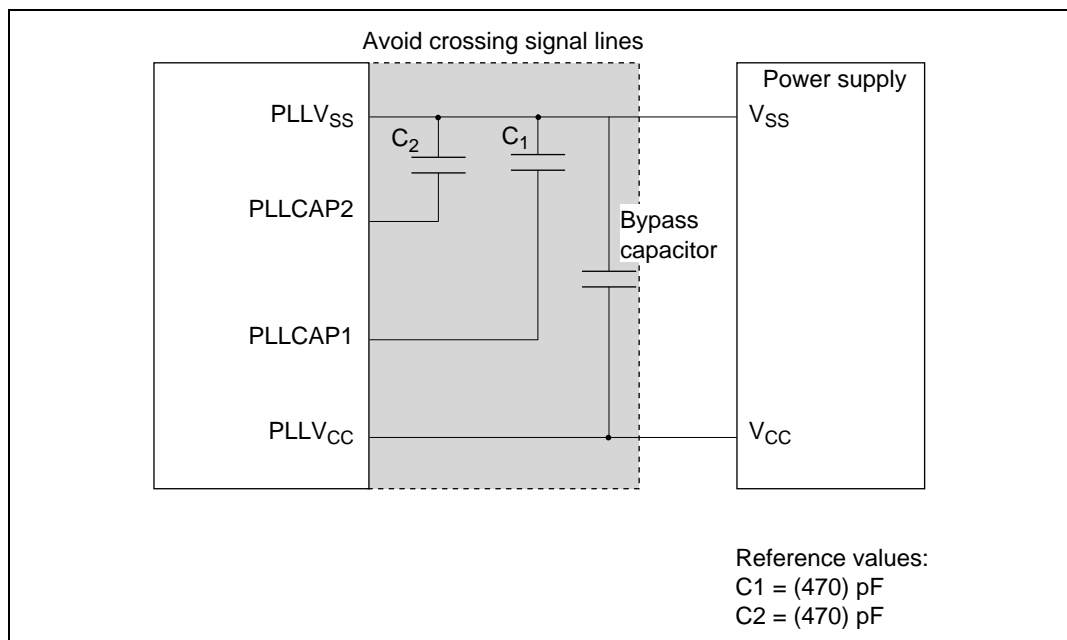 Avoid crossing signal lines
Power supply
PLLVSS
VSS
C2
C1
PLLCAP2
Bypass
capacitor
PLLCAP1
PLLVCC
VCC
Reference values:
C1 = (470) pF
C2 = (470) pF